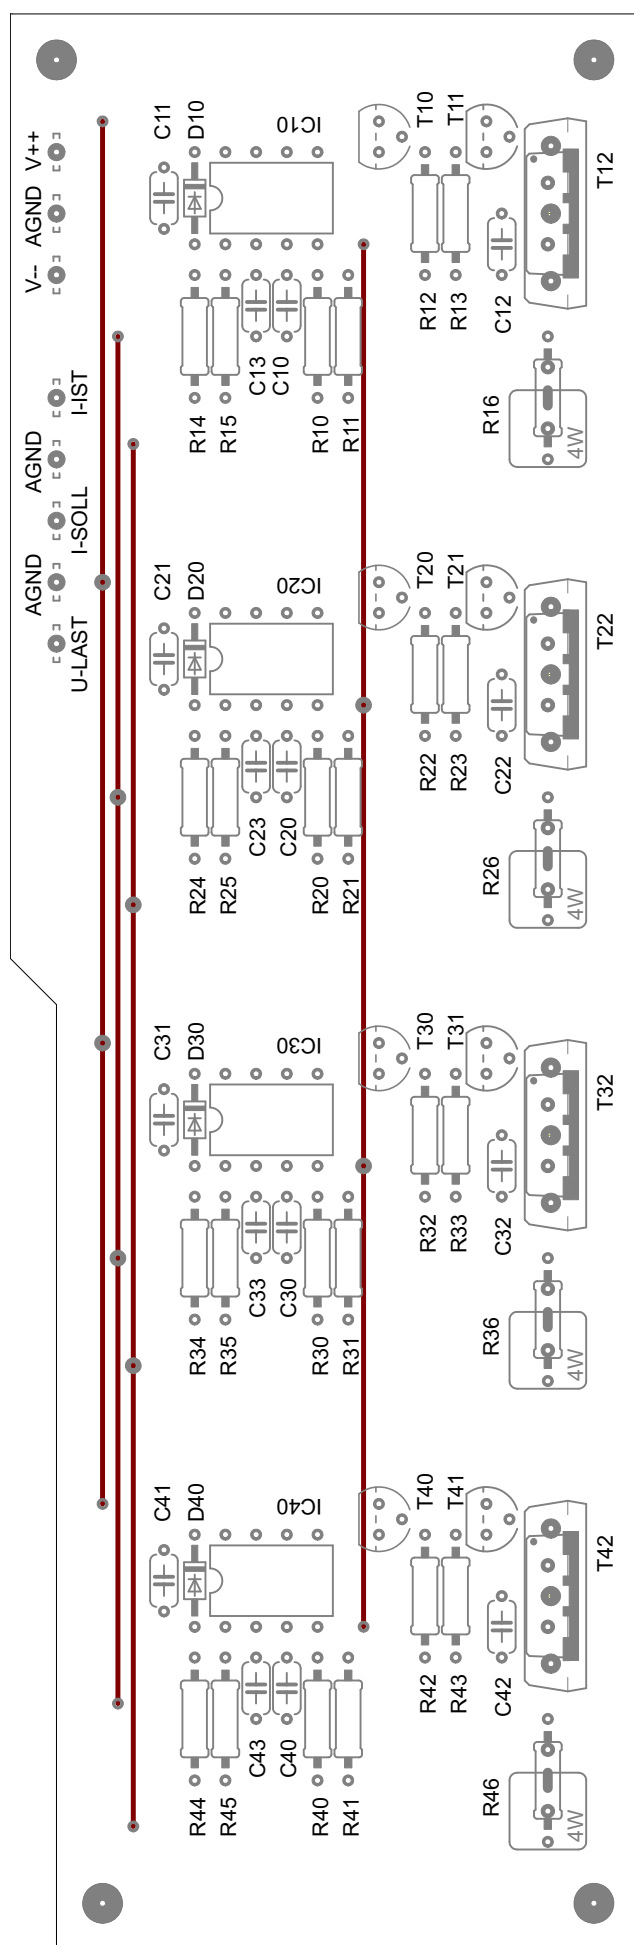 V++
AGND
V--
I-IST
AGND
I-SOLL
AGND
U-LAST
C11
D10
IC10
T10
T11
T12
R14
R15
C13
C10
R10
R11
R12
R13
C12
R16
4W
C21
D20
IC20
T20
T21
T22
R24
R25
C23
C20
R20
R21
R22
R23
C22
R26
4W
C31
D30
IC30
T30
T31
T32
R34
R35
C33
C30
R30
R31
R32
R33
C32
R36
4W
C41
D40
IC40
T40
T41
T42
R44
R45
C43
C40
R40
R41
R42
R43
C42
R46
4W